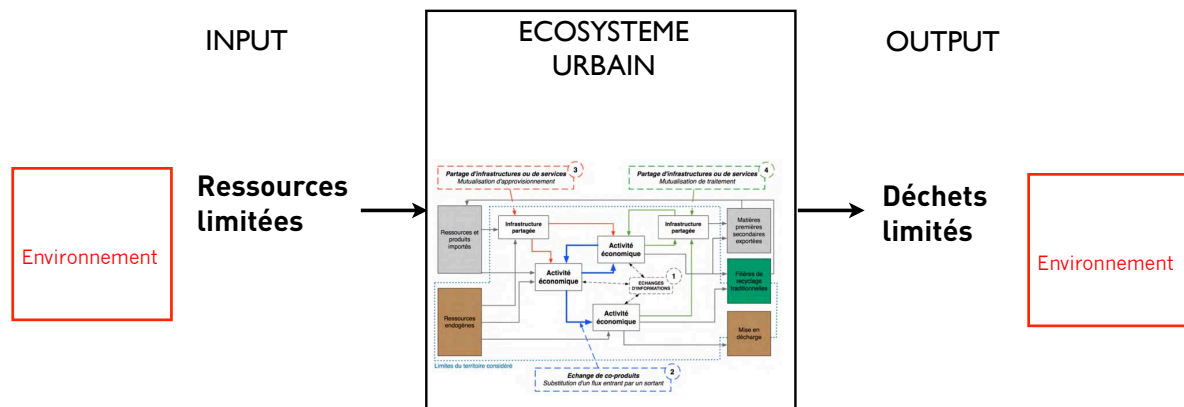 INPUT
ECOSYSTEME
URBAIN
OUTPUT
Environnement
Ressources
limitées
3
Partage d'infrastructures ou de services
Mutualisation d'approvisionnement
4
Partage d'infrastructures ou de services
Mutualisation de traitement
Ressources et
produits
importés
Infrastructure
partagée
Infrastructure
partagée
Matières
premières
secondaires
exportées
Activité
économique
Activité
économique
1
ECHANGES
D'INFORMATIONS
Filières de
recyclage
traditionnelles
Ressources
endogènes
Activité
économique
Mise en
décharge
Limites du territoire considéré
2
Echange de co-produits
Substitution d'un flux entrant par un sortant
Déchets
limités
Environnement